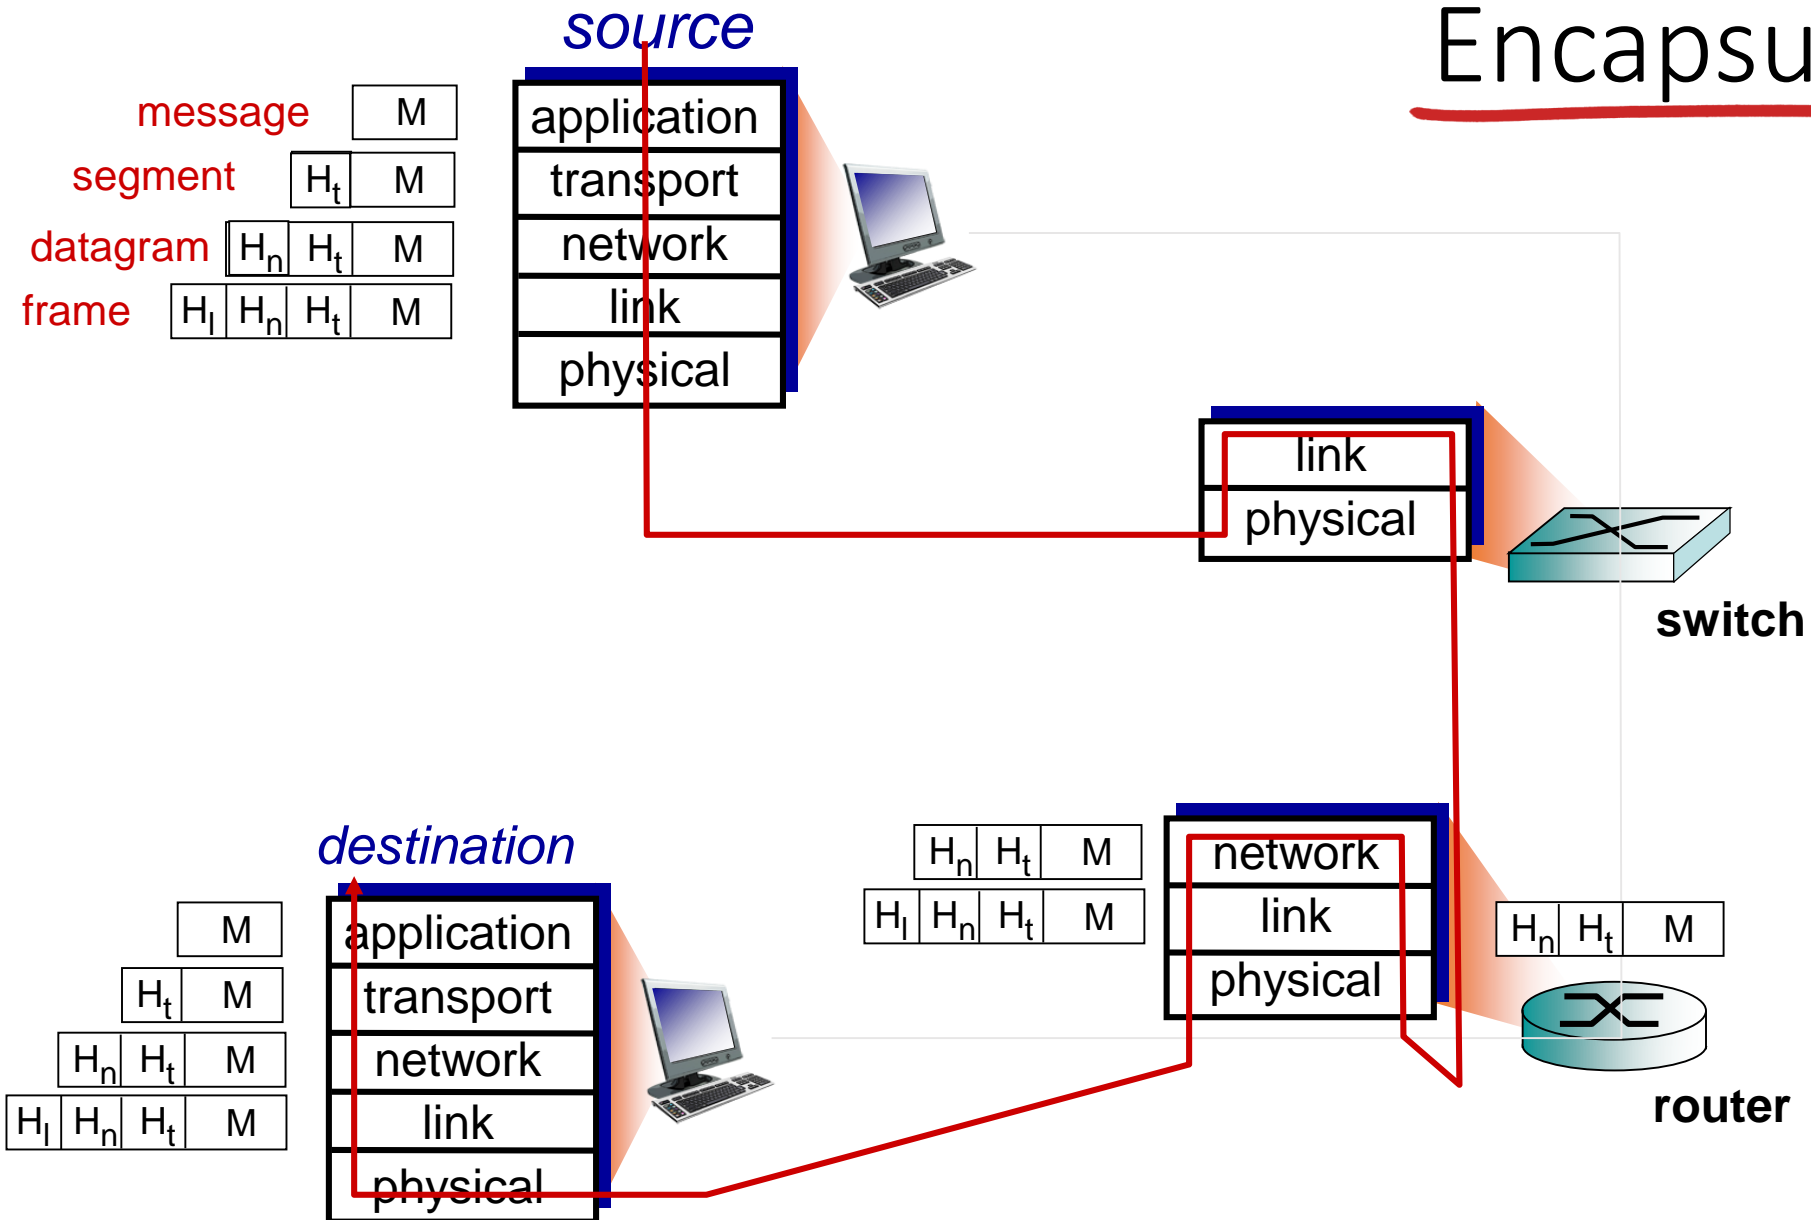 source
Encapsu
message M
segment Ht M
datagram Hn Ht M
frame Hl Hn Ht M
application
transport
network
link
physical
link
physical
switch
destination
M
Ht M
Hn Ht M
Hl Hn Ht M
application
transport
network
link
physical
Hn Ht M
Hl Hn Ht M
network
link
physical
Hn Ht M
router